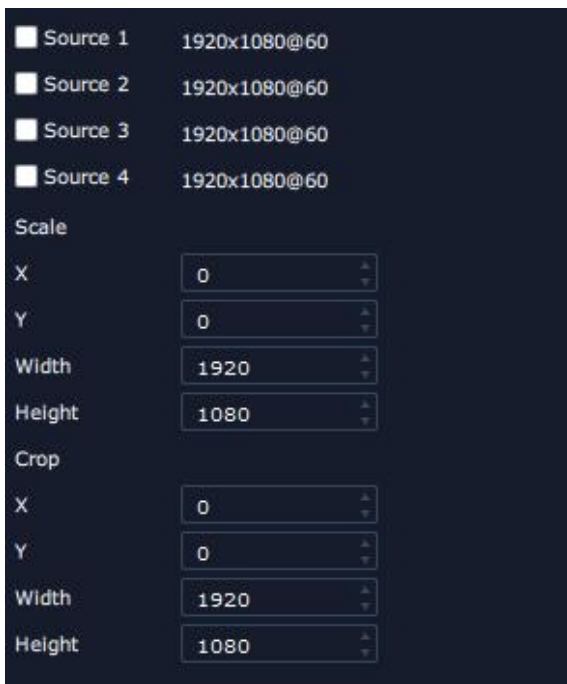 Source 1 1920x1080@60
Source 2 1920x1080@60
Source 3 1920x1080@60
Source 4 1920x1080@60
Scale
X 0
Y 0
Width 1920
Height 1080
Crop
X 0
Y 0
Width 1920
Height 1080